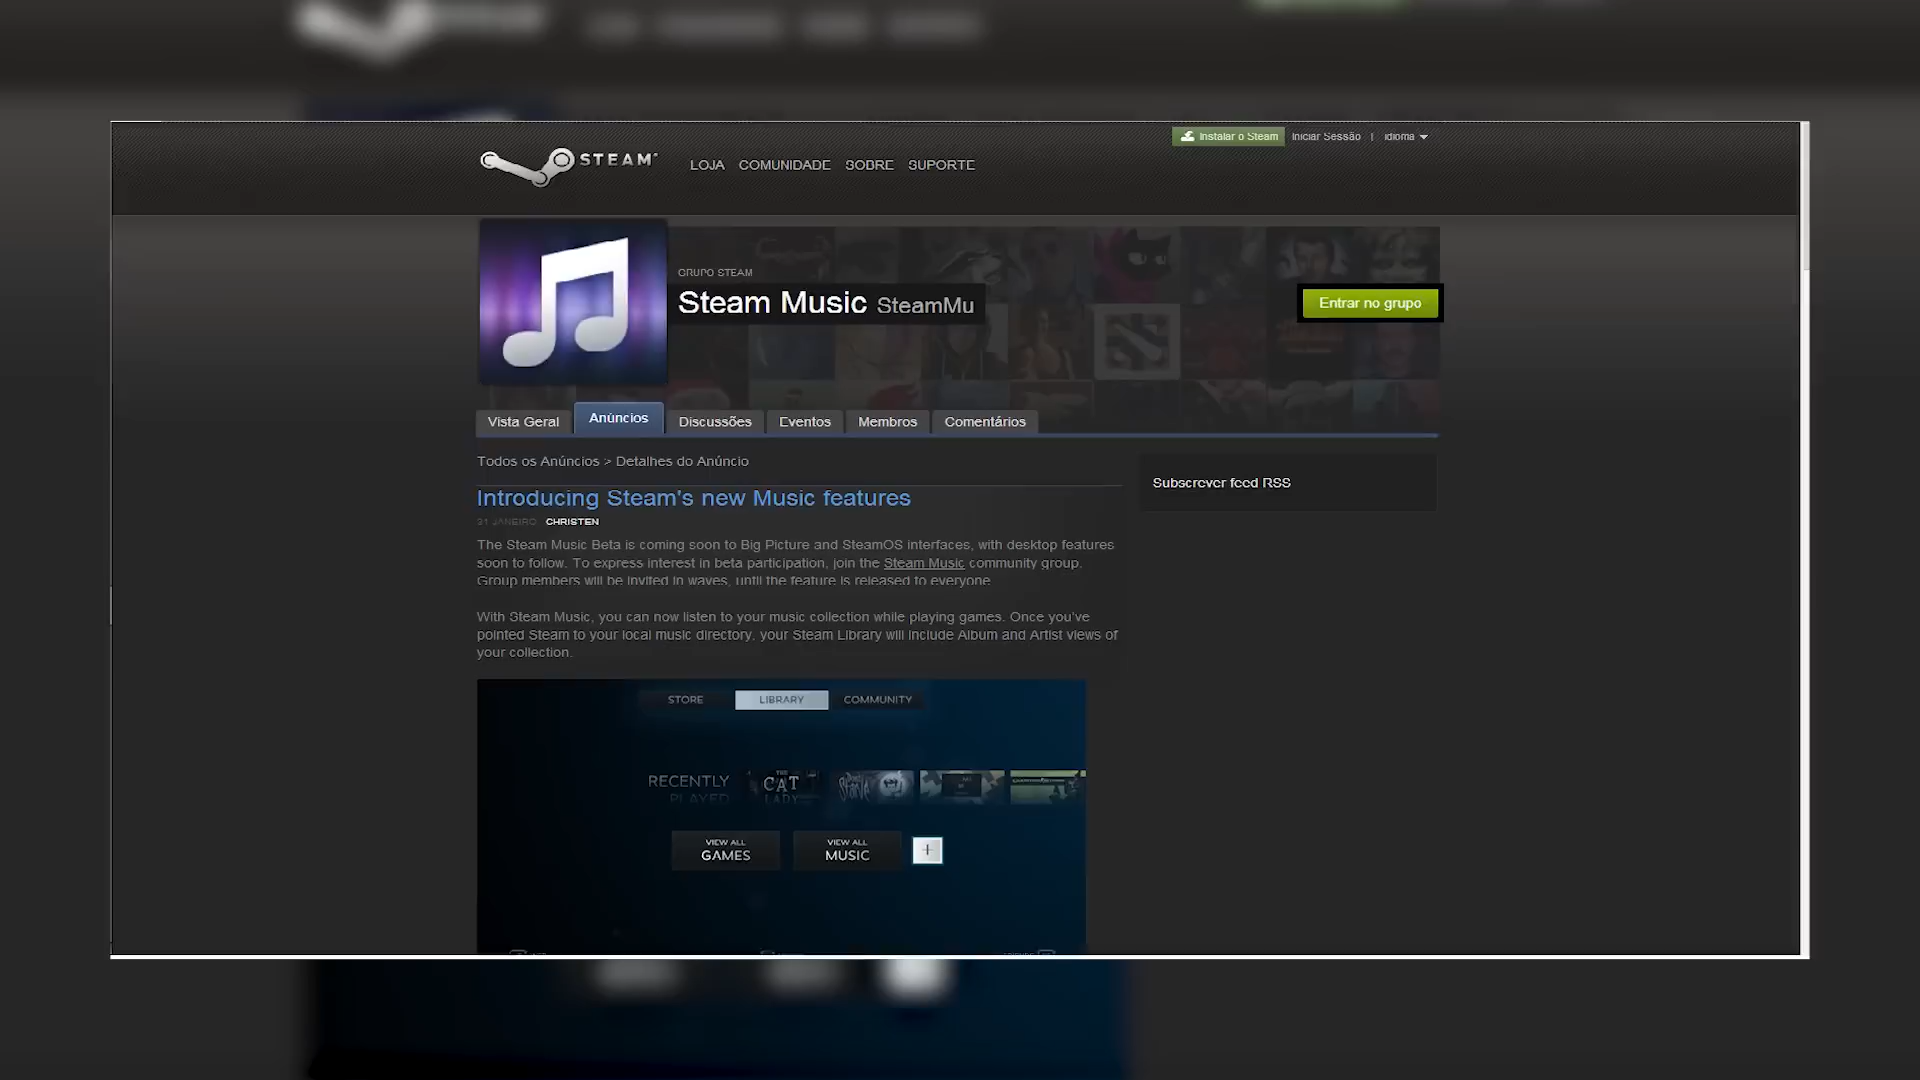 Instalar o Steam Iniciar Sessão | idioma
STEAM
LOJA COMUNIDADE SOBRE SUPORTE
GRUPO STEAM
Steam Music SteamMu
Entrar no grupo
Vista Geral Anúncios Discussões Eventos Membros Comentários
Todos os Anúncios > Detalhes do Anúncio
Subscrever feed RSS
Introducing Steam's new Music features
31 JANEIRO CHRISTEN
The Steam Music Beta is coming soon to Big Picture and SteamOS interfaces, with desktop features
soon to follow. To express interest in beta participation, join the Steam Music community group.
Group members will be invited in waves, until the feature is released to everyone
With Steam Music, you can now listen to your music collection while playing games. Once you've
pointed Steam to your local music directory, your Steam Library will include Album and Artist views of
your collection.
STORE LIBRARY COMMUNITY
RECENTLY
PLAYED
THE
CAT
LADY
VIEW ALL
GAMES
VIEW ALL
MUSIC
+